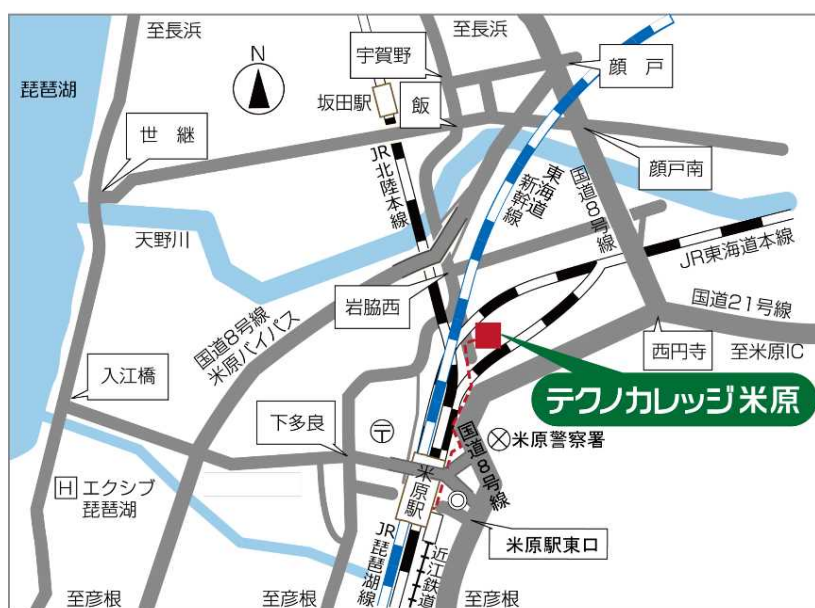 至長浜
至長浜
N
宇賀野
顔 戸
琵琶湖
坂田駅
飯
世 継
顔戸南
JR北陸本線
東海道
新幹線
国道8号線
天野川
JR東海道本線
岩脇西
国道21号線
国道8号線
米原バイパス
西円寺
至米原IC
入江橋
テクノカレッジ米原
下多良
〒
米原警察署
国道8号線
米原駅
H エクシブ
琵琶湖
米原駅東口
JR琵琶湖線
近江鉄道
至彦根
至彦根
至彦根